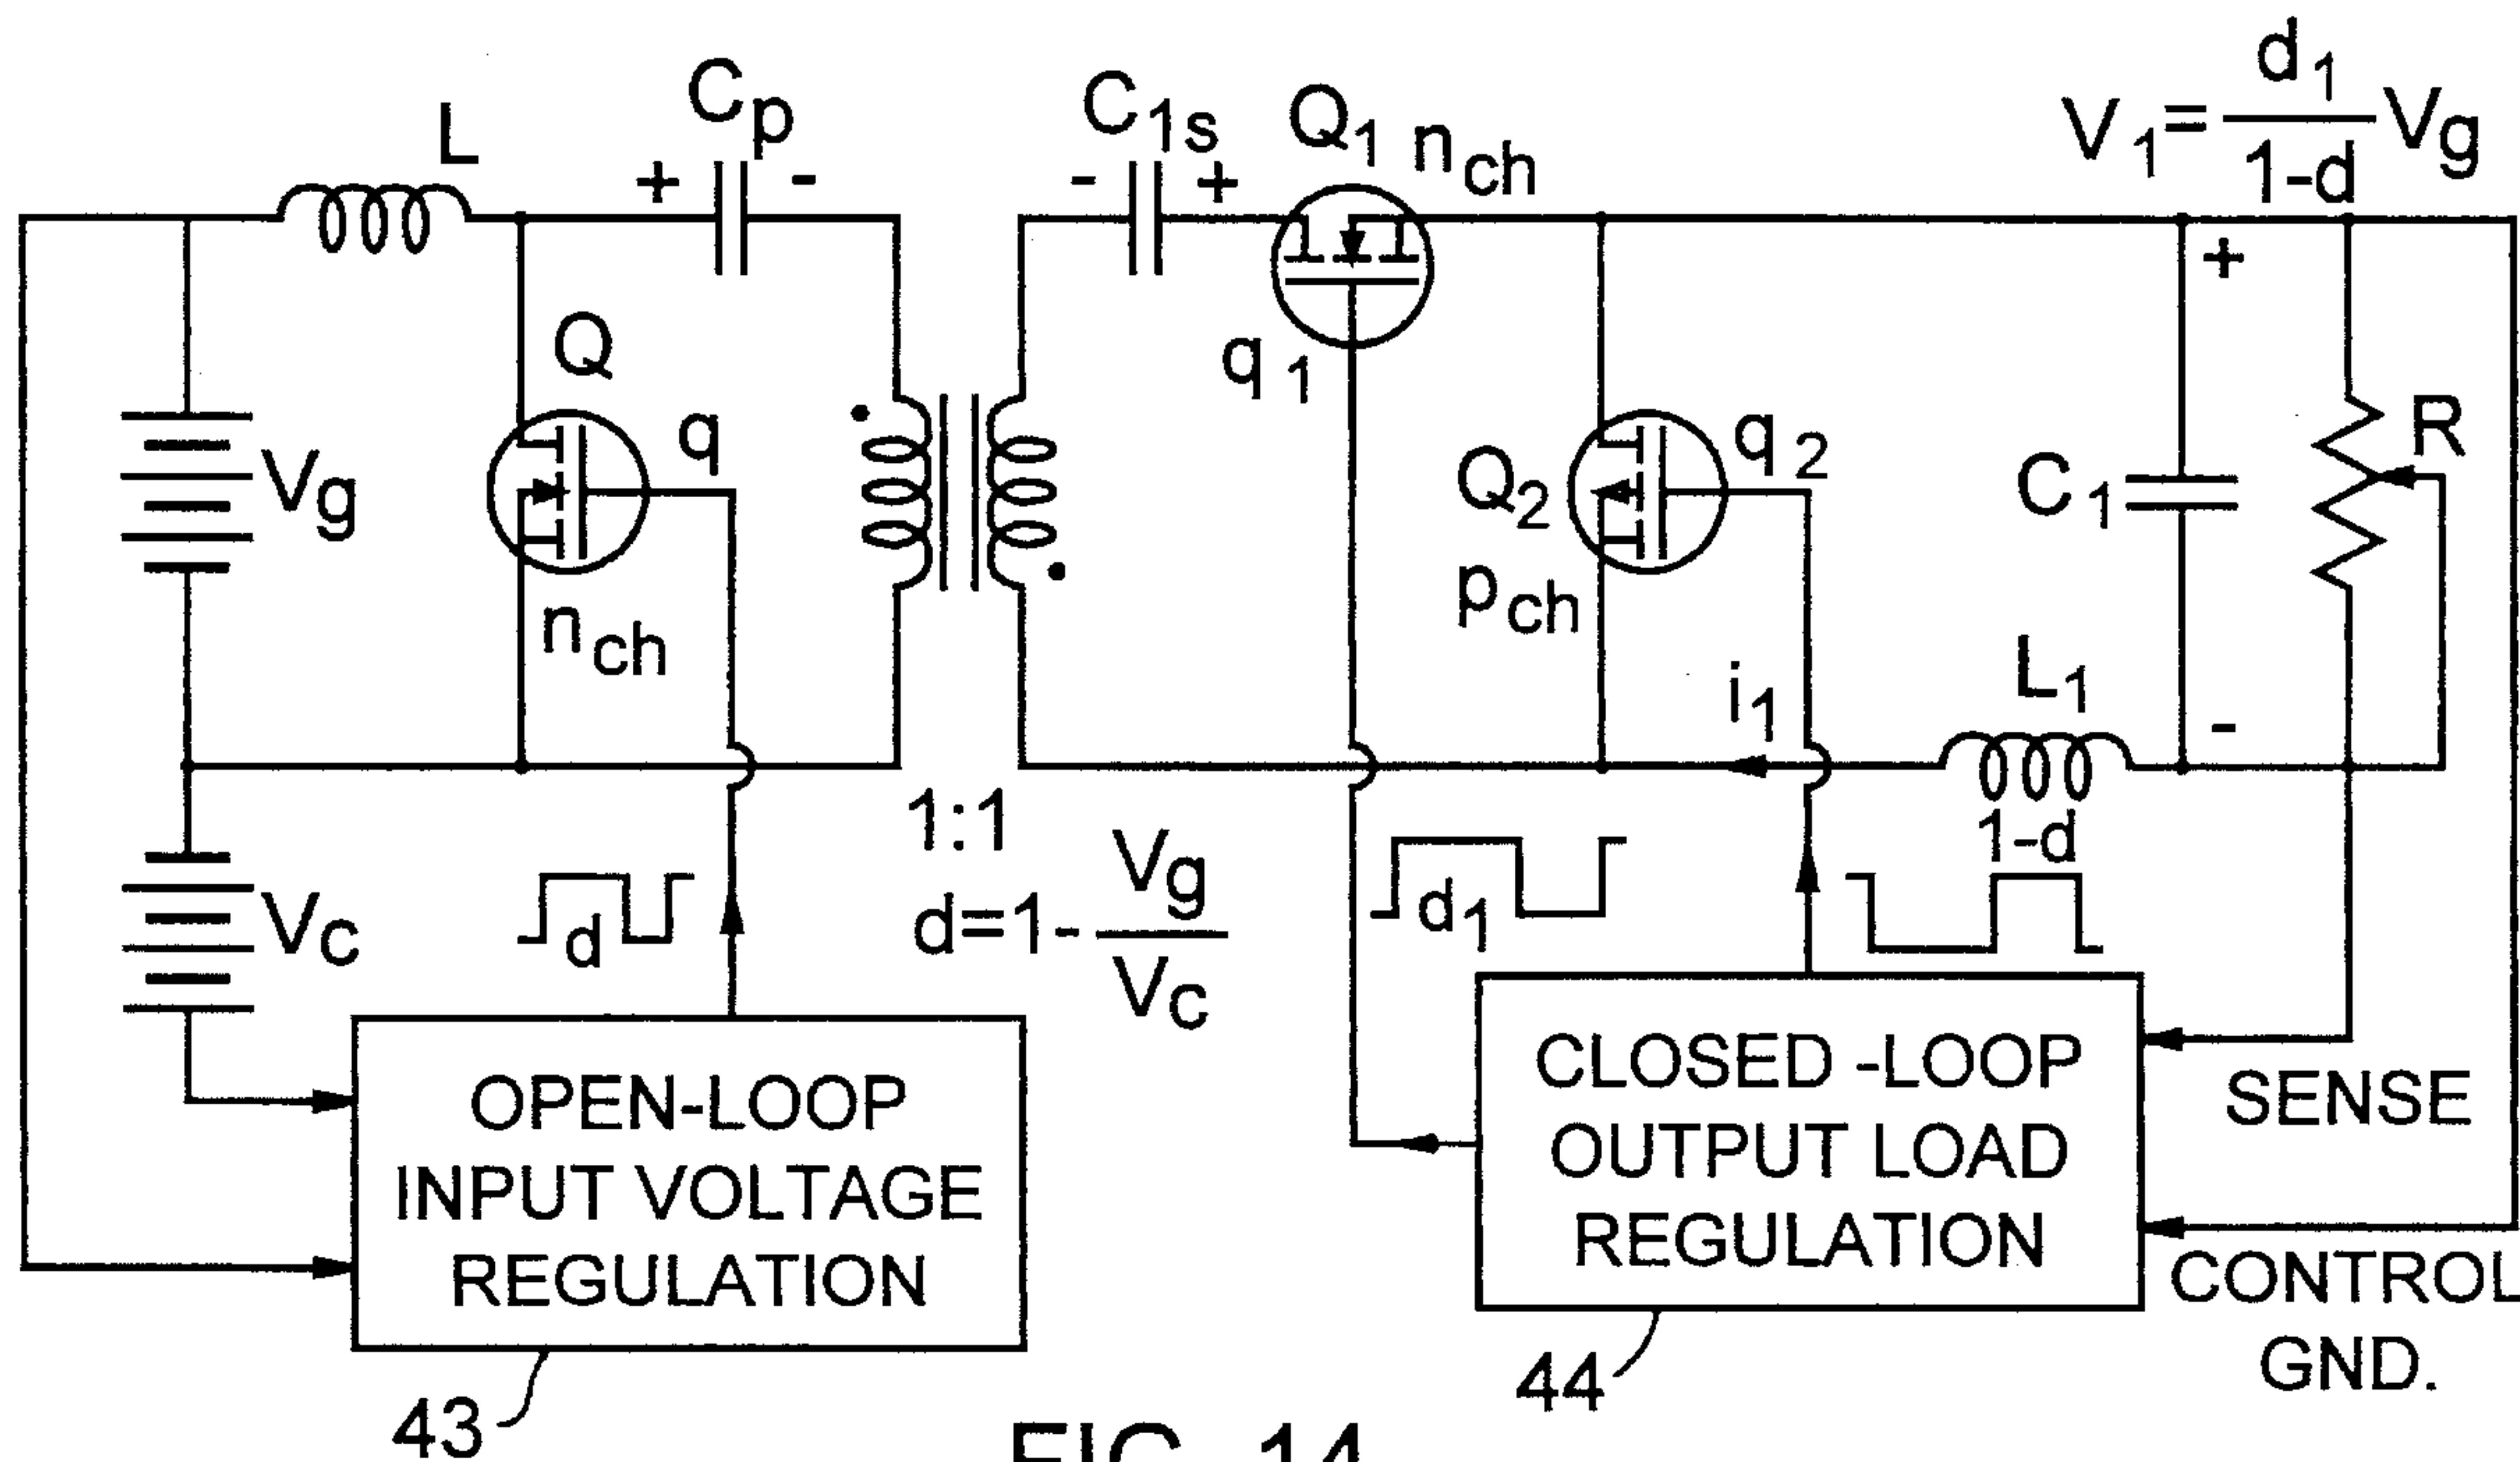 L
Cp
+ -
C1s
- +
Q1 nch
V1= d1/1-d Vg
+
Q
q
q1
Vg
Q2
q2
C1
R
nch
pch
i1
L1
-
1:1
1-d
Vc
d
d=1- Vg/Vc
d1
OPEN-LOOP
INPUT VOLTAGE
REGULATION
CLOSED -LOOP
OUTPUT LOAD
REGULATION
SENSE
CONTROL
GND.
43
44
FIG. 14